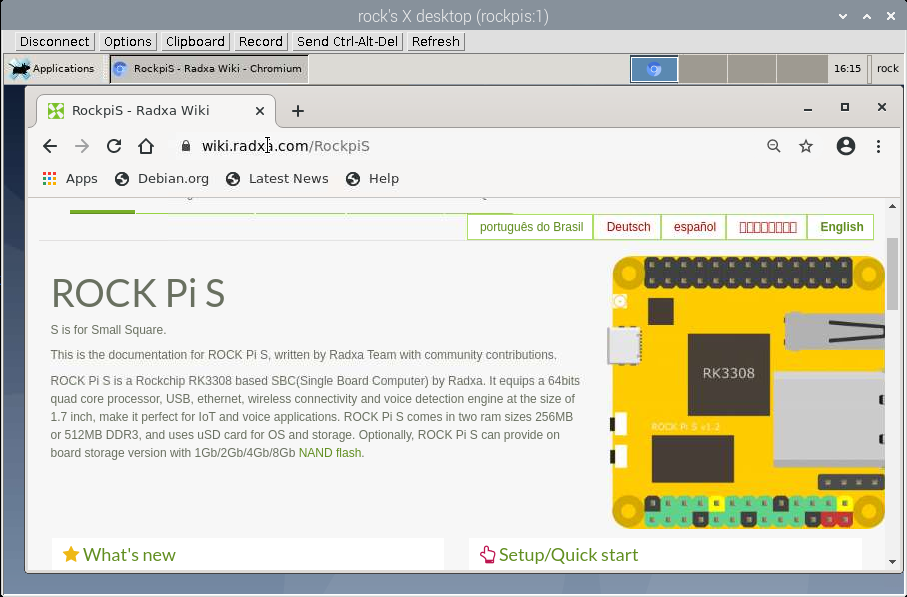 rock's X desktop (rockpis:1)
Disconnect Options Clipboard Record Send Ctrl-Alt-Del Refresh
Applications RockpiS - Radxa Wiki - Chromium 16:15 rock
RockpiS - Radxa Wiki
wiki.radxa.com/RockpiS
Apps Debian.org Latest News Help
português do Brasil Deutsch español English
ROCK Pi S
S is for Small Square.
This is the documentation for ROCK Pi S, written by Radxa Team with community contributions.
ROCK Pi S is a Rockchip RK3308 based SBC(Single Board Computer) by Radxa. It equips a 64bits
quad core processor, USB, ethernet, wireless connectivity and voice detection engine at the size of
1.7 inch, make it perfect for IoT and voice applications. ROCK Pi S comes in two ram sizes 256MB
or 512MB DDR3, and uses uSD card for OS and storage. Optionally, ROCK Pi S can provide on
board storage version with 1Gb/2Gb/4Gb/8Gb NAND flash.
RK3308
ROCK Pi S v1.2
What's new
Setup/Quick start